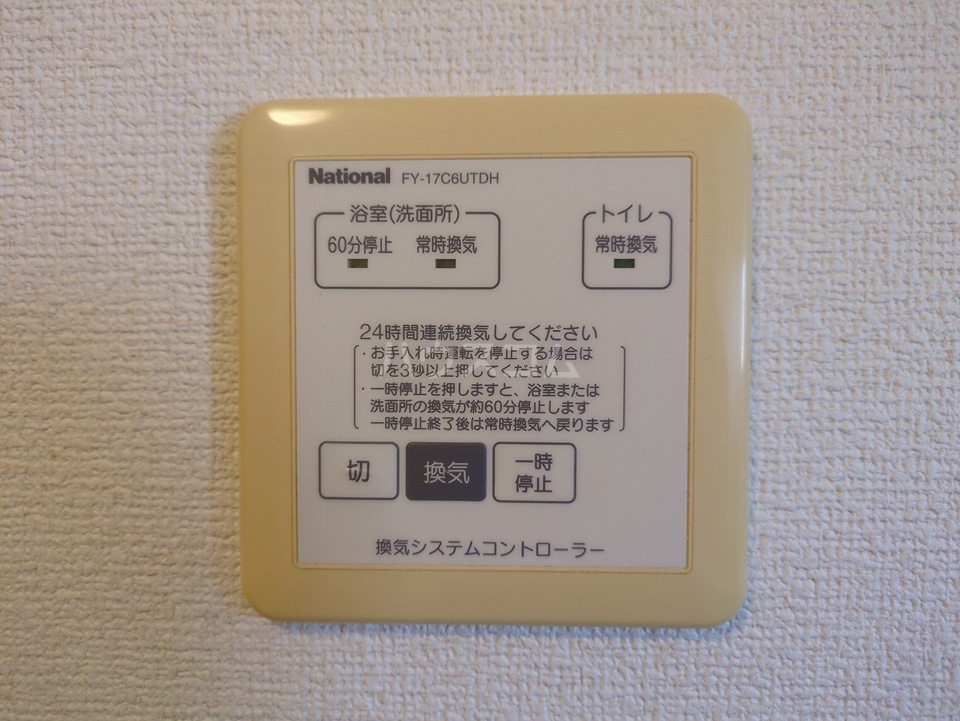 National FY-17C6UTDH
浴室(洗面所)
トイレ
60分停止 常時換気
常時換気
24時間連続換気してください
・お手入れ時運転を停止する場合は
切を3秒以上押してください
・一時停止を押しますと、浴室または
洗面所の換気が約60分停止します
一時停止終了後は常時換気へ戻ります
切
換気
一時
停止
換気システムコントローラー